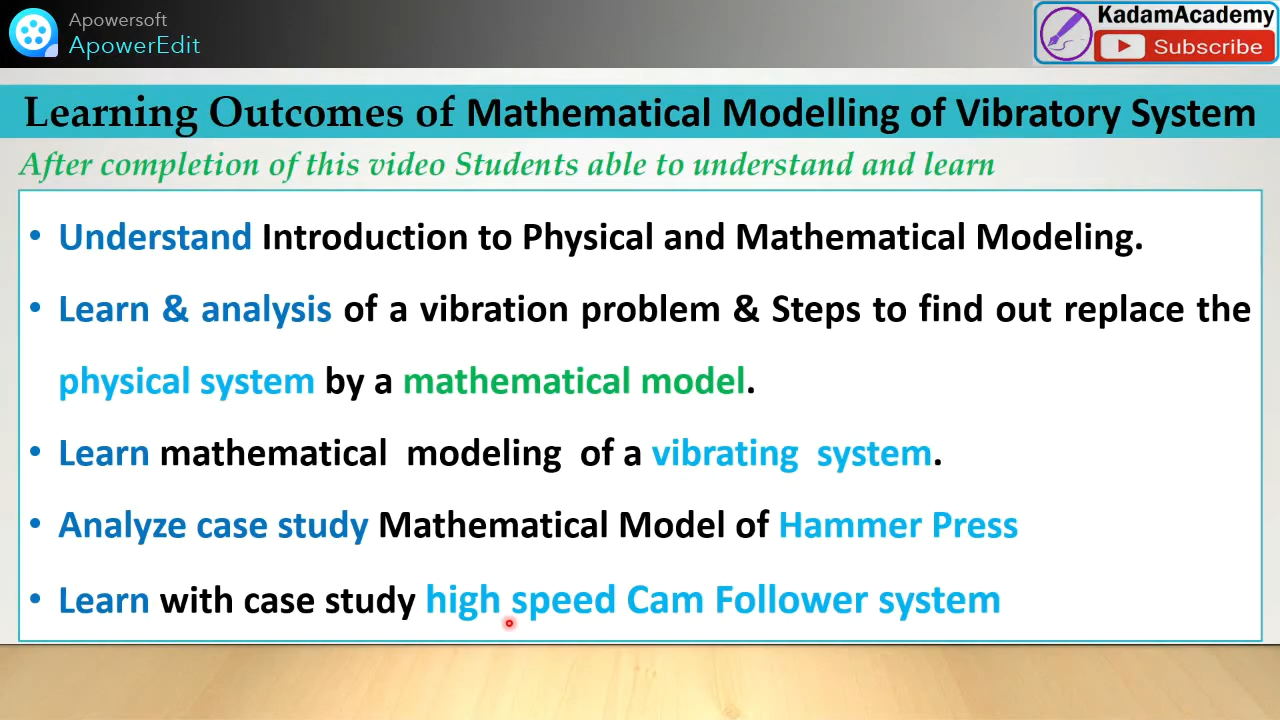 Apowersoft
ApowerEdit
KadamAcademy
Subscribe
Learning Outcomes of Mathematical Modelling of Vibratory System
After completion of this video Students able to understand and learn
• Understand Introduction to Physical and Mathematical Modeling.
• Learn & analysis of a vibration problem & Steps to find out replace the
physical system by a mathematical model.
• Learn mathematical modeling of a vibrating system.
• Analyze case study Mathematical Model of Hammer Press
• Learn with case study high speed Cam Follower system